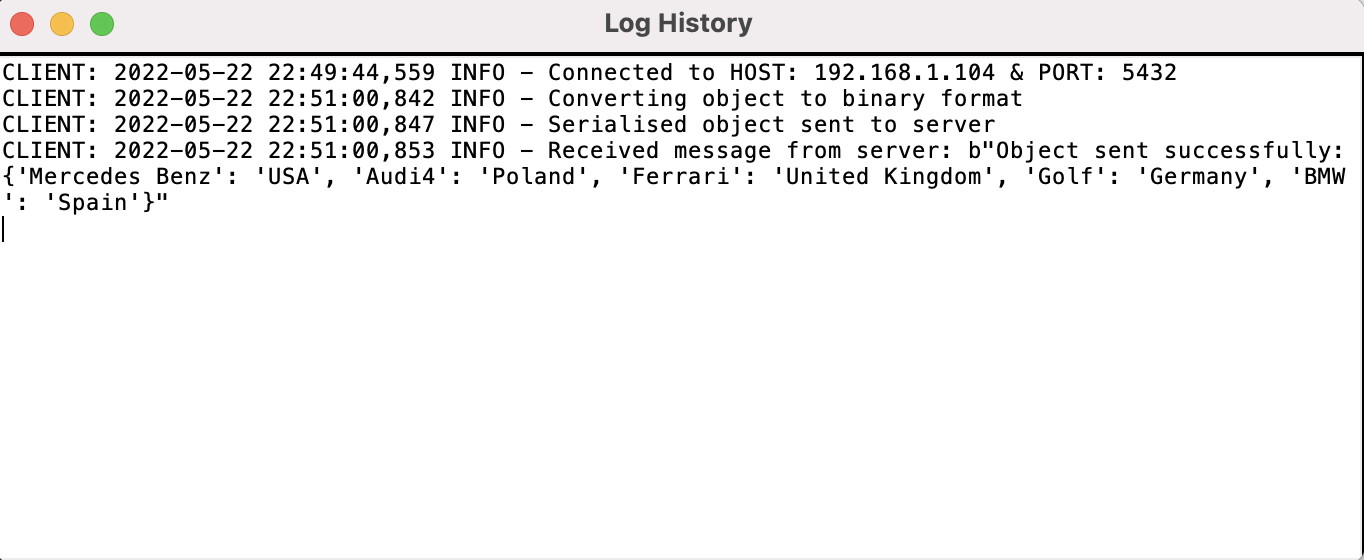 Log History
CLIENT: 2022-05-22 22:49:44,559 INFO – Connected to HOST: 192.168.1.104 & PORT: 5432
CLIENT: 2022-05-22 22:51:00,842 INFO – Converting object to binary format
CLIENT: 2022-05-22 22:51:00,847 INFO – Serialised object sent to server
CLIENT: 2022-05-22 22:51:00,853 INFO – Received message from server: b"Object sent successfully:
{'Mercedes Benz': 'USA', 'Audi4': 'Poland', 'Ferrari': 'United Kingdom', 'Golf': 'Germany', 'BMW
': 'Spain'}"